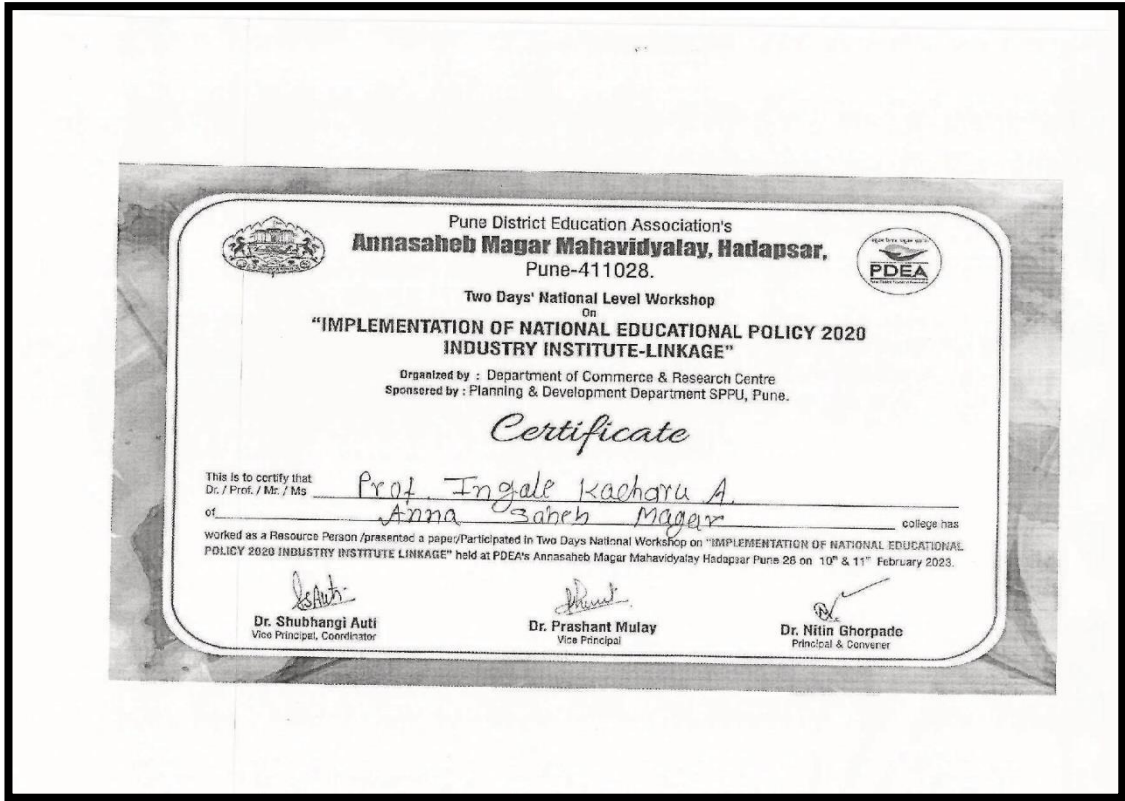 Pune District Education Association's
Annasaheb Magar Mahavidyalay, Hadapsar,
Pune-411028.
PDEA
Two Days' National Level Workshop
On
"IMPLEMENTATION OF NATIONAL EDUCATIONAL POLICY 2020
INDUSTRY INSTITUTE-LINKAGE"
Organized by : Department of Commerce & Research Centre
Sponsered by : Planning & Development Department SPPU, Pune.
Certificate
This is to certify that
Dr. / Prof. / Mr. / Ms Prof. Ingale Kacharu A.
of Anna Saheb Magar college has
worked as a Resource Person /presented a paper/Participated in Two Days National Workshop on "IMPLEMENTATION OF NATIONAL EDUCATIONAL
POLICY 2020 INDUSTRY INSTITUTE LINKAGE" held at PDEA's Annasaheb Magar Mahavidyalay Hadapsar Pune 28 on 10th & 11th February 2023.
Dr. Shubhangi Auti
Vice Principal, Coordinator
Dr. Prashant Mulay
Vice Principal
Dr. Nitin Ghorpade
Principal & Convener